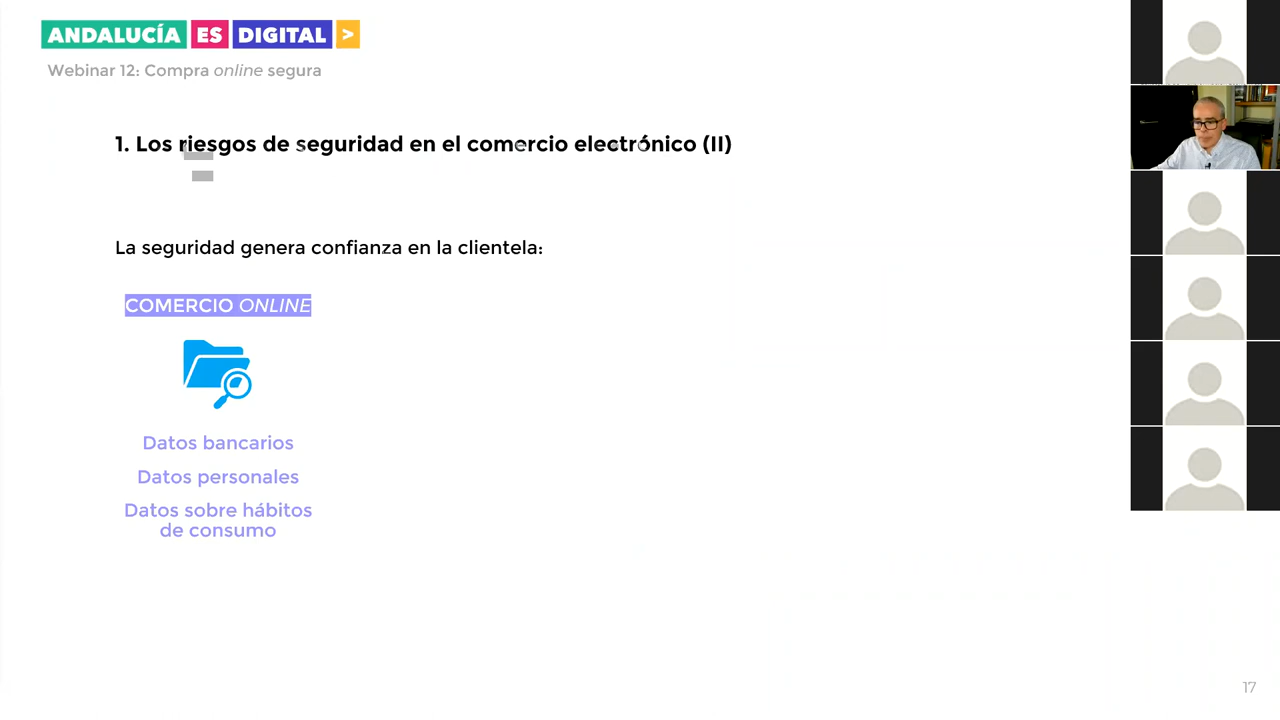 ANDALUCÍA ES DIGITAL >
Webinar 12: Compra online segura
1. Los riesgos de seguridad en el comercio electrónico (II)
La seguridad genera confianza en la clientela:
COMERCIO ONLINE
Datos bancarios
Datos personales
Datos sobre hábitos
de consumo
17